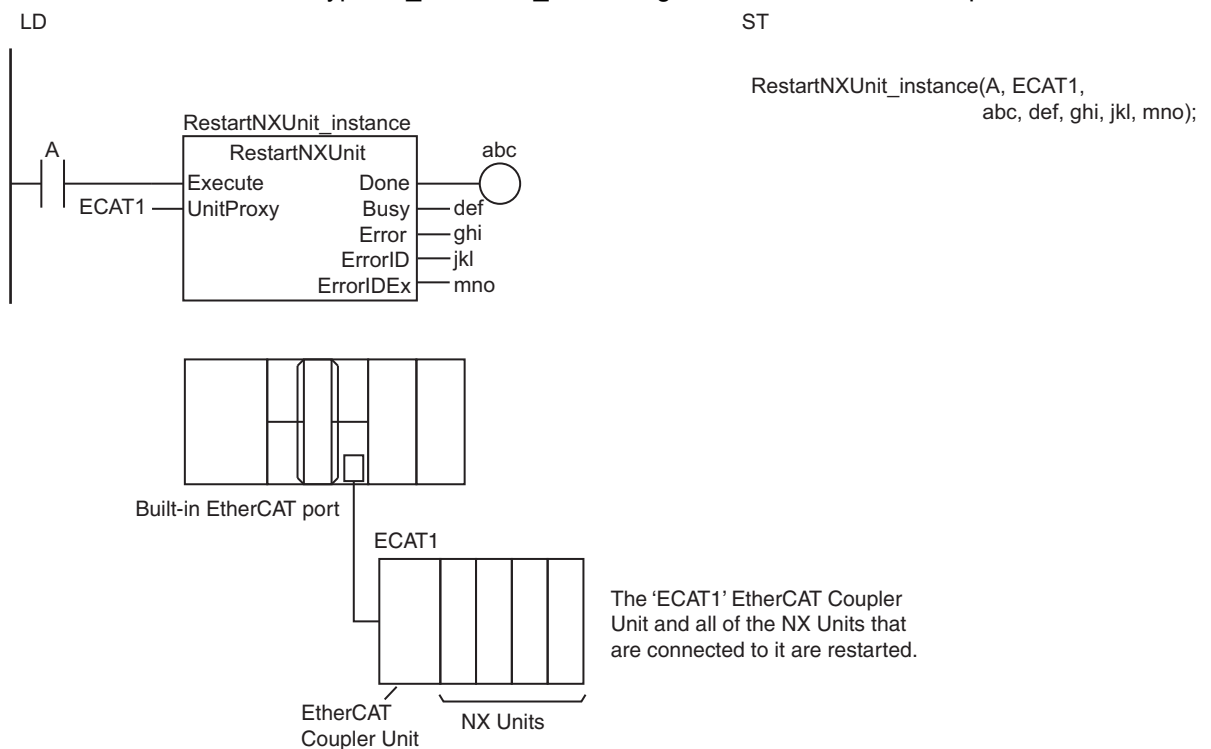 LD
ST
RestartNXUnit_instance(A, ECAT1,
abc, def, ghi, jkl, mno);
RestartNXUnit_instance
A
RestartNXUnit
abc
Execute
Done
ECAT1
UnitProxy
Busy
def
Error
ghi
ErrorID
jkl
ErrorIDEx
mno
Built-in EtherCAT port
ECAT1
The ‘ECAT1’ EtherCAT Coupler
Unit and all of the NX Units that
are connected to it are restarted.
EtherCAT
Coupler Unit
NX Units